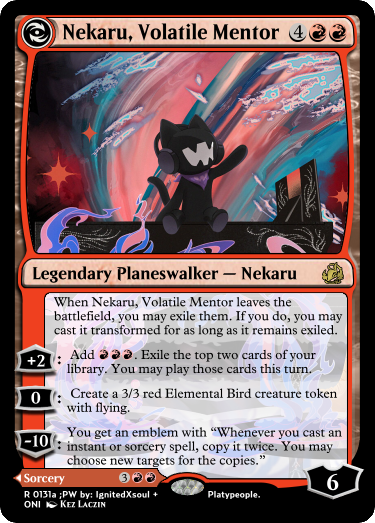 Nekaru, Volatile Mentor 4
Legendary Planeswalker — Nekaru
When Nekaru, Volatile Mentor leaves the
battlefield, you may exile them. If you do, you may
cast it transformed for as long as it remains exiled.
+2: Add. Exile the top two cards of your
library. You may play those cards this turn.
0: Create a 3/3 red Elemental Bird creature token
with flying.
-10: You get an emblem with “Whenever you cast an
instant or sorcery spell, copy it twice. You may
choose new targets for the copies.”
Sorcery 3
6
R 0131a ;PW by: IgnitedXsoul + Platypeople.
ONI Kez Laczin